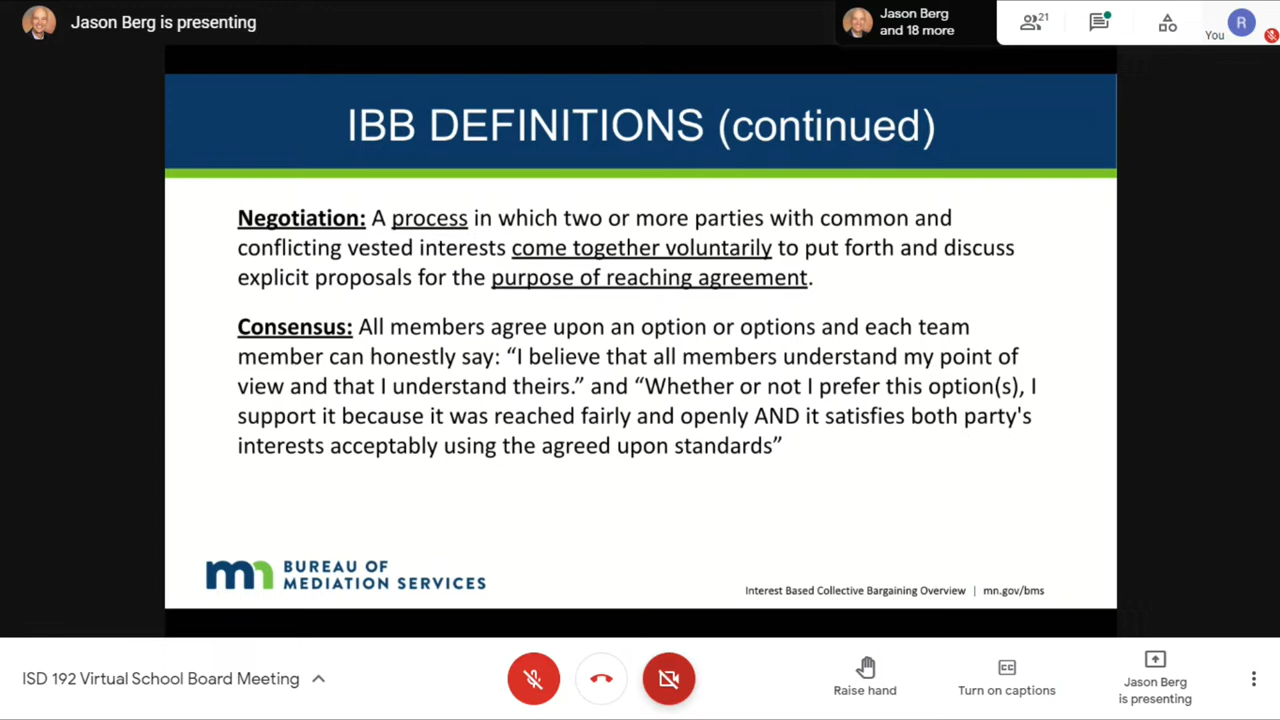 Jason Berg is presenting
Jason Berg
and 18 more
21
You
R
IBB DEFINITIONS (continued)
Negotiation: A process in which two or more parties with common and
conflicting vested interests come together voluntarily to put forth and discuss
explicit proposals for the purpose of reaching agreement.
Consensus: All members agree upon an option or options and each team
member can honestly say: “I believe that all members understand my point of
view and that I understand theirs.” and “Whether or not I prefer this option(s), I
support it because it was reached fairly and openly AND it satisfies both party's
interests acceptably using the agreed upon standards”
mn BUREAU OF
MEDIATION SERVICES
Interest Based Collective Bargaining Overview | mn.gov/bms
ISD 192 Virtual School Board Meeting
Raise hand
CC
Turn on captions
Jason Berg
is presenting